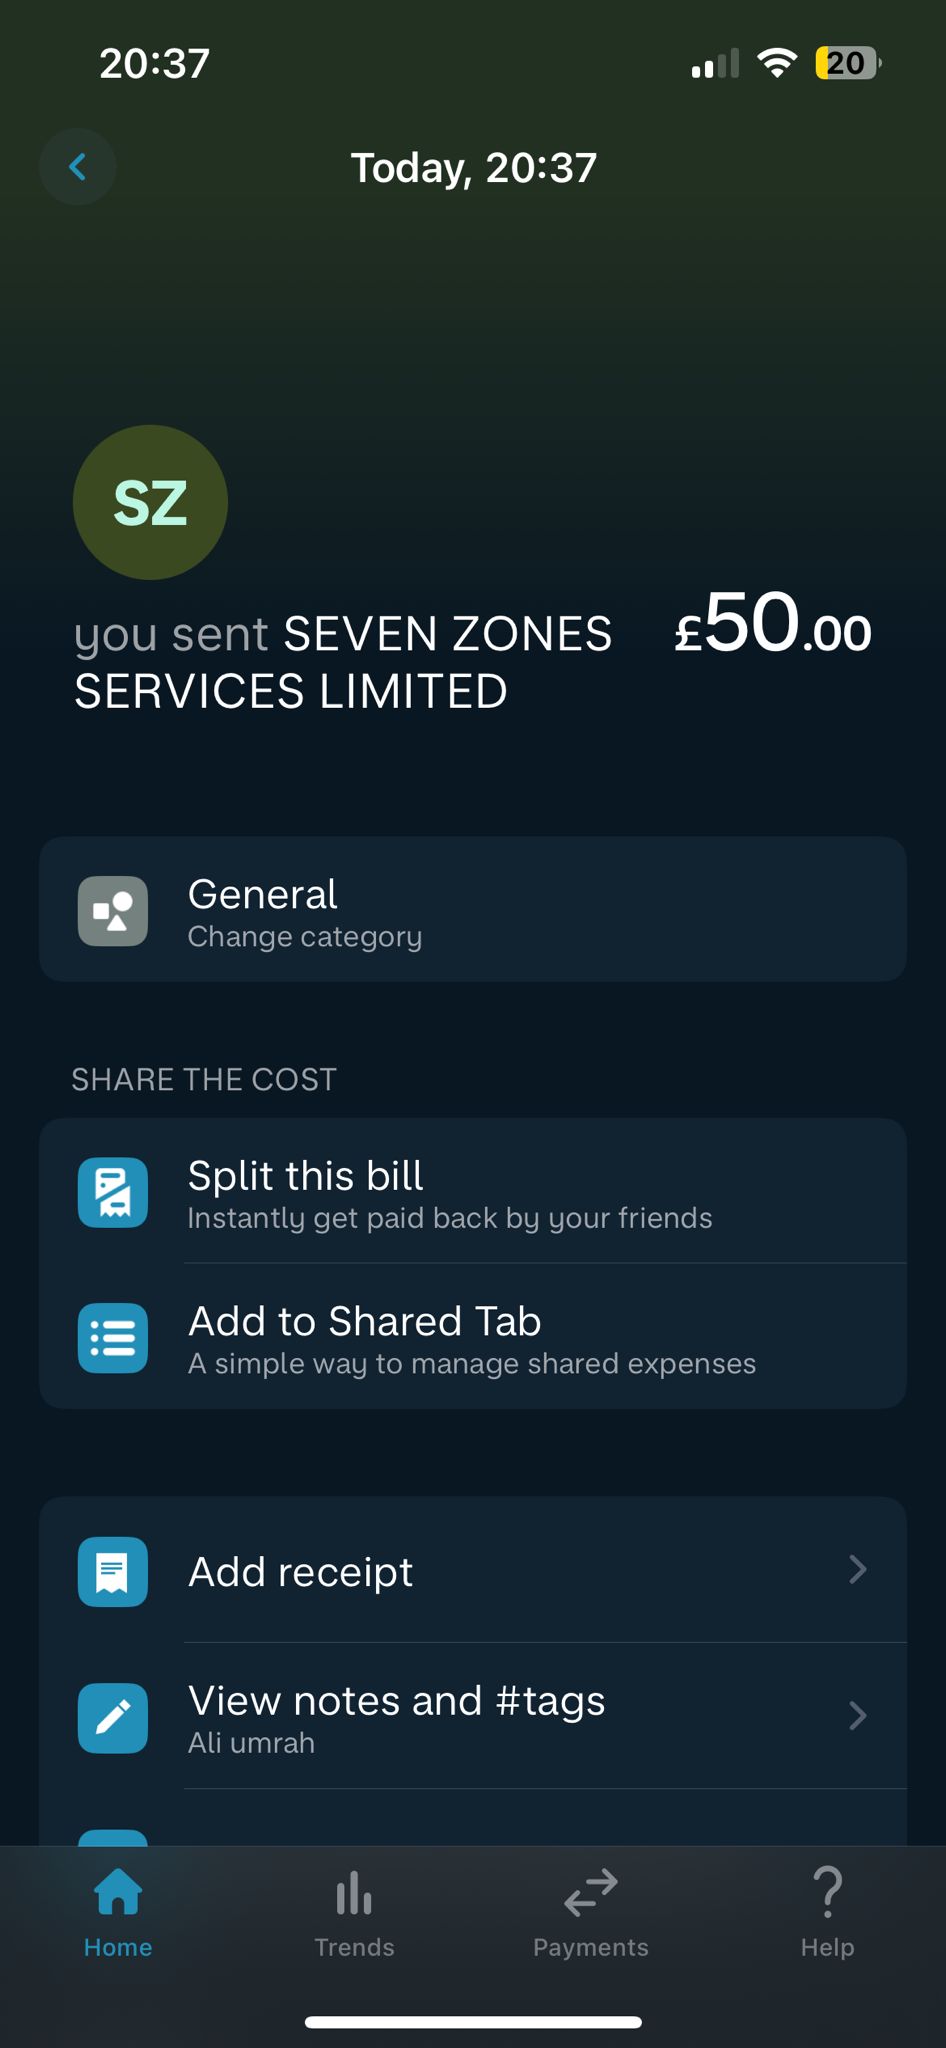 20:37
20
Today, 20:37
SZ
you sent SEVEN ZONES
SERVICES LIMITED
£50.00
General
Change category
SHARE THE COST
Split this bill
Instantly get paid back by your friends
Add to Shared Tab
A simple way to manage shared expenses
Add receipt
View notes and #tags
Ali umrah
Home
Trends
Payments
Help